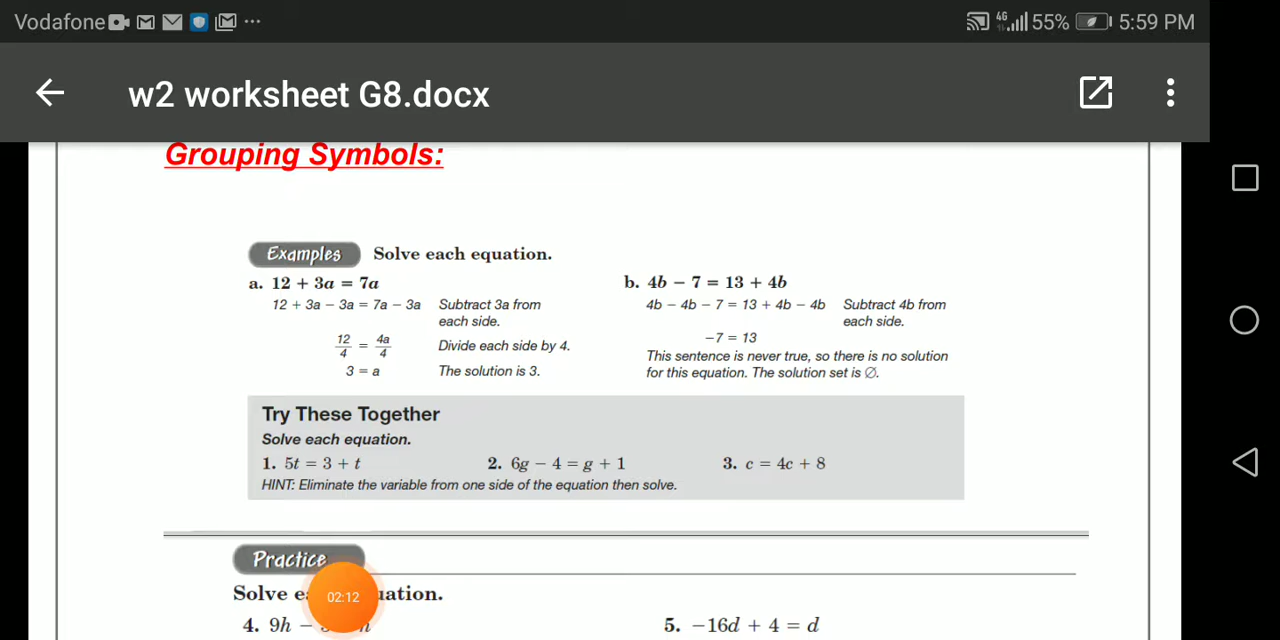 Vodafone ... 4G 55% 5:59 PM
w2 worksheet G8.docx
Grouping Symbols:
Examples Solve each equation.
a. 12 + 3a = 7a
12 + 3a − 3a = 7a − 3a Subtract 3a from
each side.
12/4 = 4a/4 Divide each side by 4.
3 = a The solution is 3.
b. 4b − 7 = 13 + 4b
4b − 4b − 7 = 13 + 4b − 4b Subtract 4b from
each side.
−7 = 13
This sentence is never true, so there is no solution
for this equation. The solution set is ∅.
Try These Together
Solve each equation.
1. 5t = 3 + t 2. 6g − 4 = g + 1 3. c = 4c + 8
HINT: Eliminate the variable from one side of the equation then solve.
Practice
Solve uation.
02:12
4. 9h − 5. −16d + 4 = d